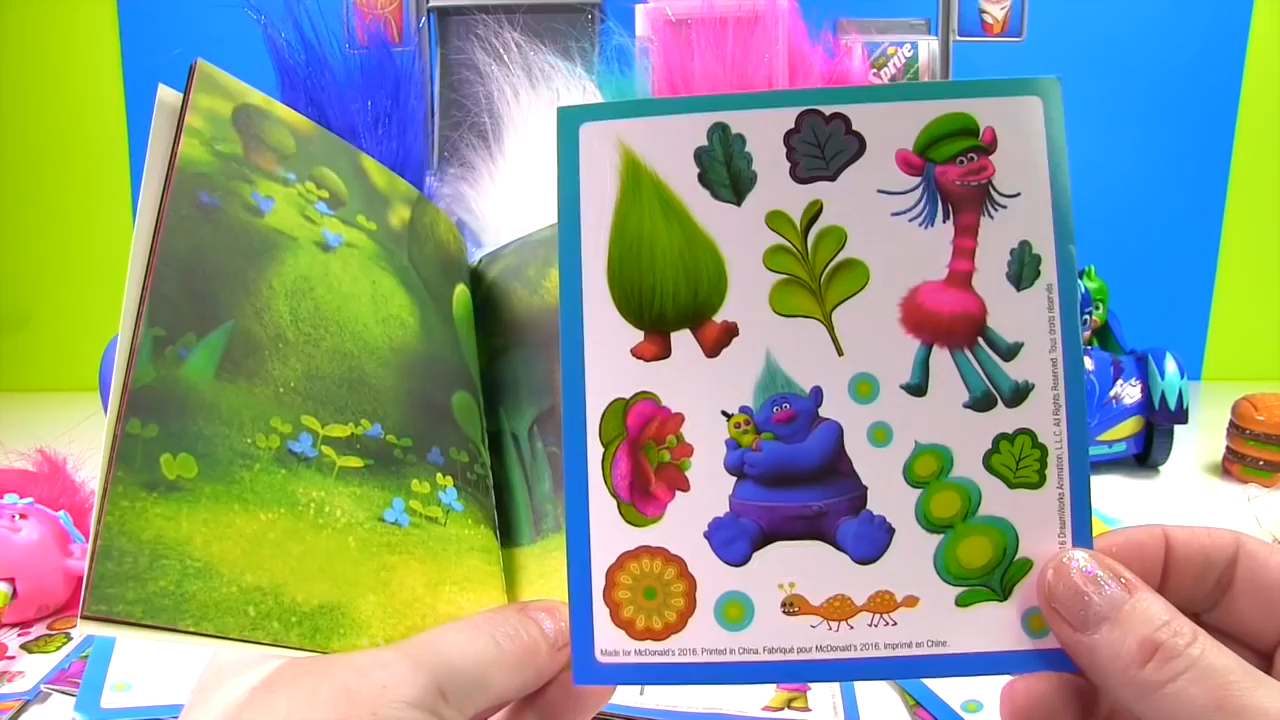 Sprite
16 DreamWorks Animation, L.L.C. All Rights Reserved. Tous droits réservés
Made for McDonald's 2016. Printed in China. Fabriqué pour McDonald's 2016. Imprimé en Chine.